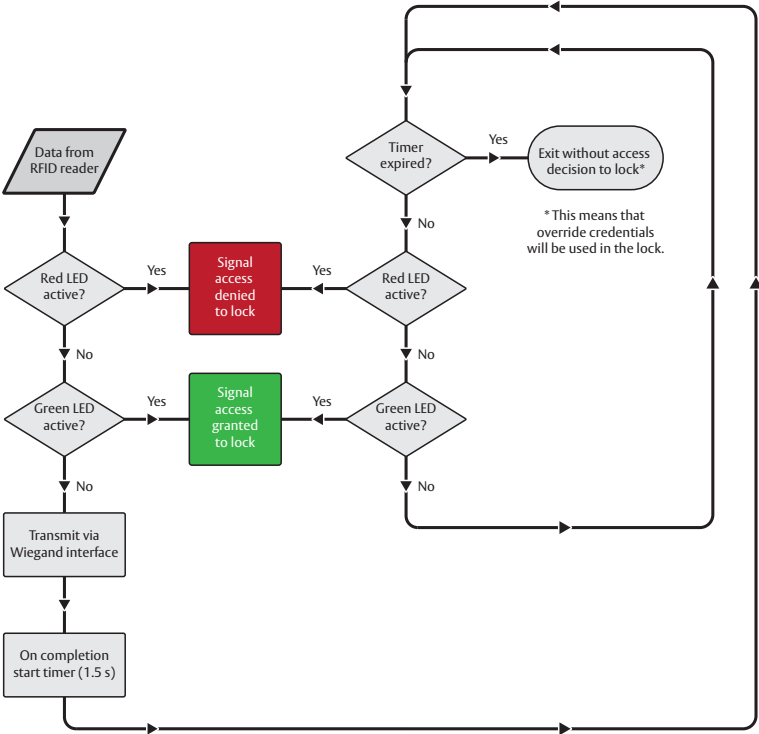 Data from
RFID reader
Red LED
active?
Yes
No
Green LED
active?
Yes
No
Transmit via
Wiegand interface
On completion
start timer (1.5 s)
Signal
access
denied
to lock
Signal
access
granted
to lock
Timer
expired?
Yes
Exit without access
decision to lock*
* This means that
override credentials
will be used in the lock.
No
Yes
Red LED
active?
No
Yes
Green LED
active?
No